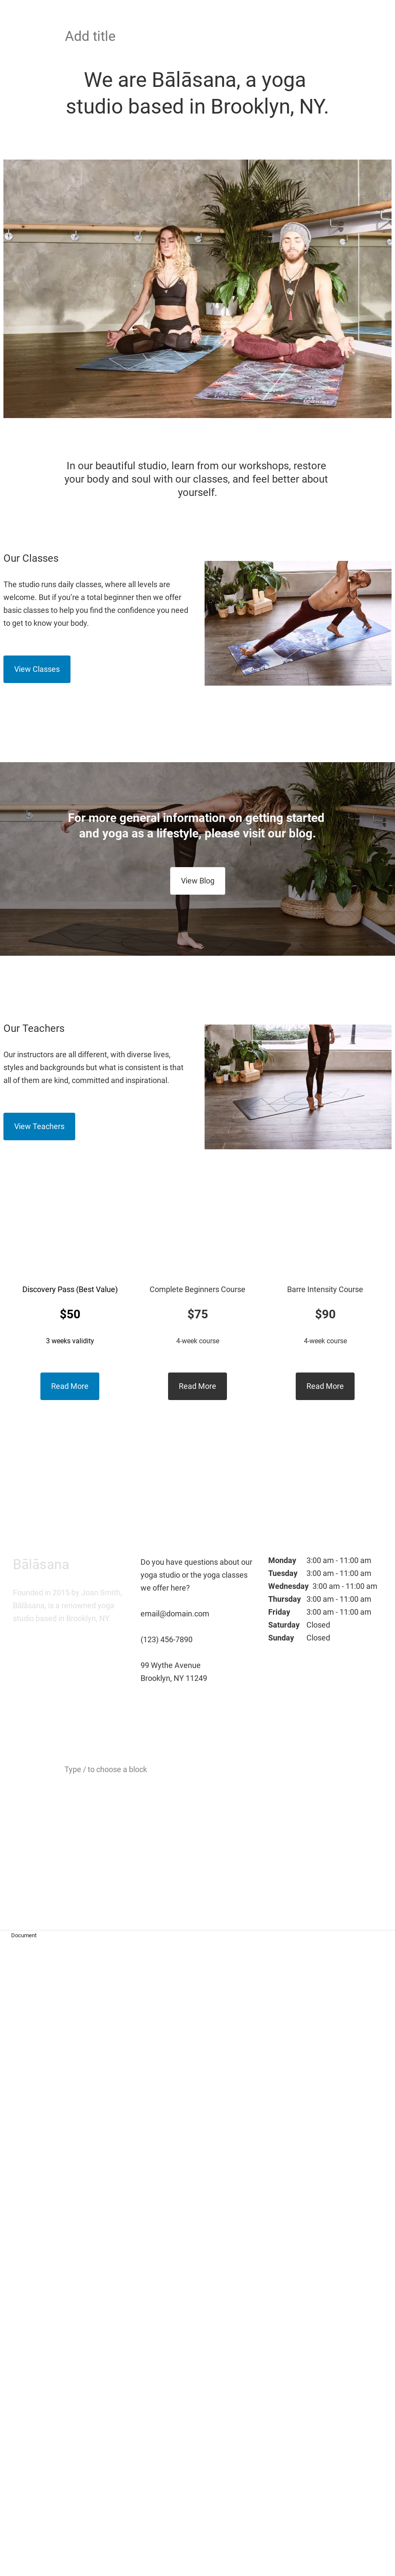 Add title
We are Bālāsana, a yoga
studio based in Brooklyn, NY.
In our beautiful studio, learn from our workshops, restore
your body and soul with our classes, and feel better about
yourself.
Our Classes
The studio runs daily classes, where all levels are
welcome. But if you're a total beginner then we offer
basic classes to help you find the confidence you need
to get to know your body.
View Classes
For more general information on getting started
and yoga as a lifestyle, please visit our blog.
View Blog
Our Teachers
Our instructors are all different, with diverse lives,
styles and backgrounds but what is consistent is that
all of them are kind, committed and inspirational.
View Teachers
Discovery Pass (Best Value)
$50
3 weeks validity
Read More
Complete Beginners Course
$75
4-week course
Read More
Barre Intensity Course
$90
4-week course
Read More
Bālāsana
Founded in 2015 by Joan Smith,
Bālāsana, is a renowned yoga
studio based in Brooklyn, NY.
Do you have questions about our
yoga studio or the yoga classes
we offer here?
email@domain.com
(123) 456-7890
99 Wythe Avenue
Brooklyn, NY 11249
Monday 3:00 am - 11:00 am
Tuesday 3:00 am - 11:00 am
Wednesday 3:00 am - 11:00 am
Thursday 3:00 am - 11:00 am
Friday 3:00 am - 11:00 am
Saturday Closed
Sunday Closed
Type / to choose a block
Document